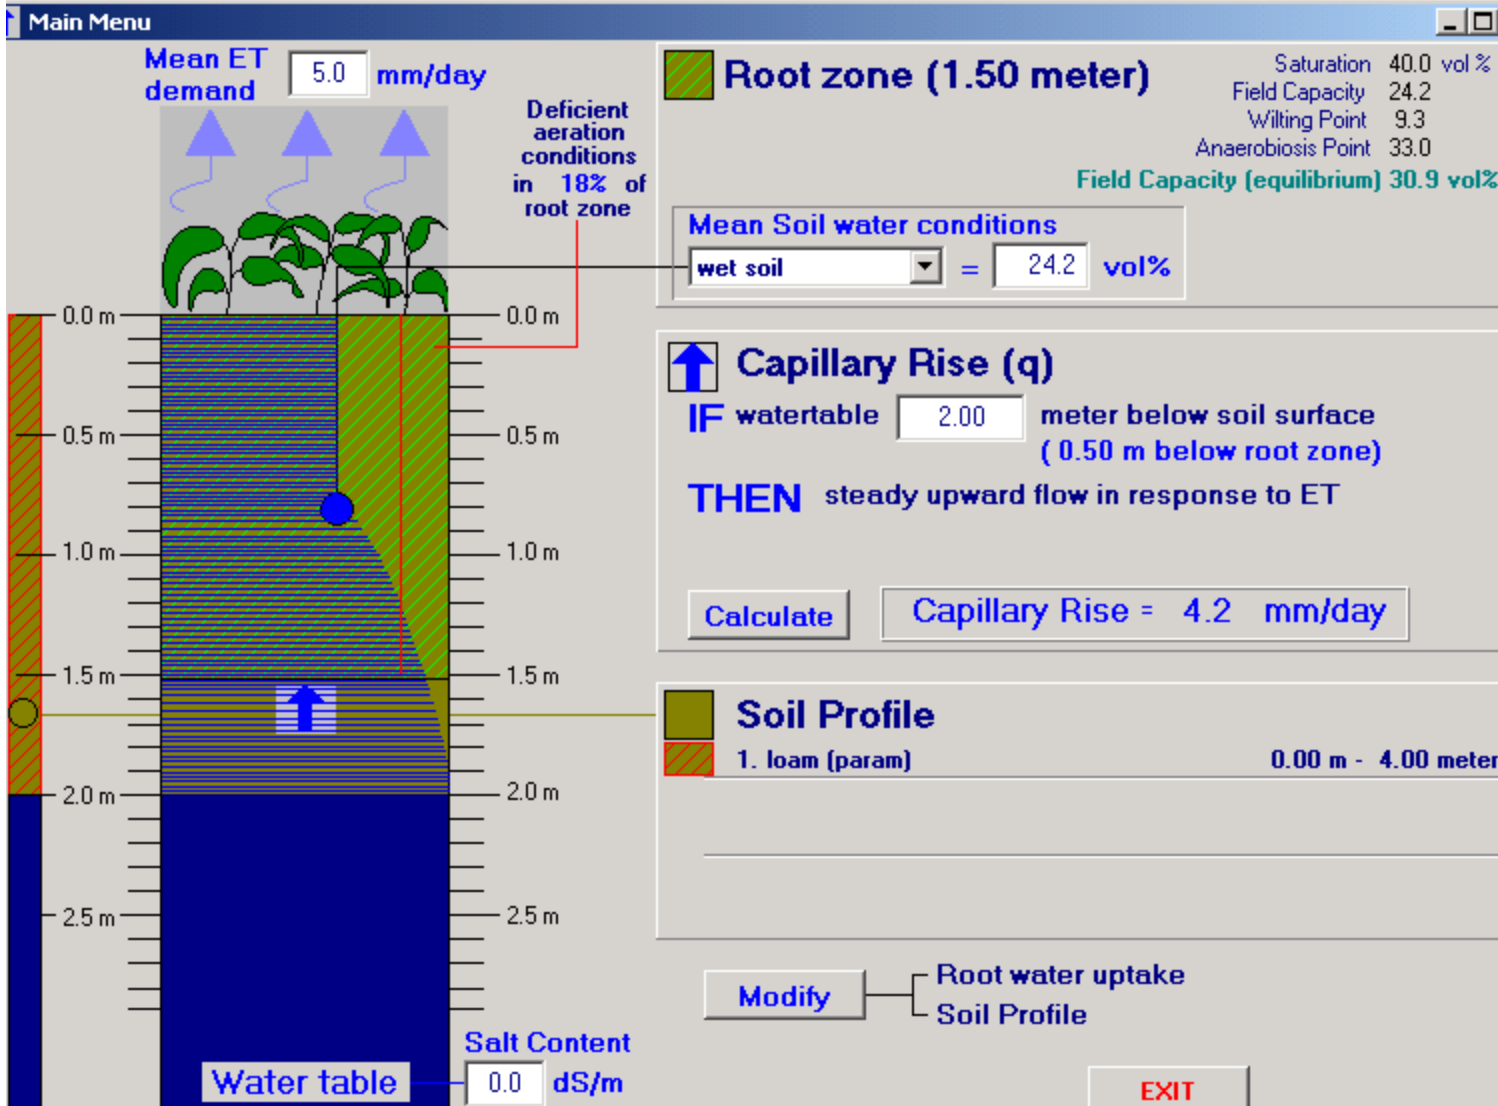 Main Menu
Mean ET
demand
5.0 mm/day
Deficient
aeration
conditions
in 18% of
root zone
Root zone (1.50 meter)
Saturation 40.0 vol %
Field Capacity 24.2
Wilting Point 9.3
Anaerobiosis Point 33.0
Field Capacity (equilibrium) 30.9 vol%
Mean Soil water conditions
wet soil = 24.2 vol%
0.0 m 0.0 m
0.5 m 0.5 m
1.0 m 1.0 m
1.5 m 1.5 m
2.0 m 2.0 m
2.5 m 2.5 m
Capillary Rise (q)
IF watertable 2.00 meter below soil surface
( 0.50 m below root zone)
THEN steady upward flow in response to ET
Calculate Capillary Rise = 4.2 mm/day
Soil Profile
1. loam (param) 0.00 m - 4.00 meter
Modify
Root water uptake
Soil Profile
Salt Content
Water table 0.0 dS/m
EXIT